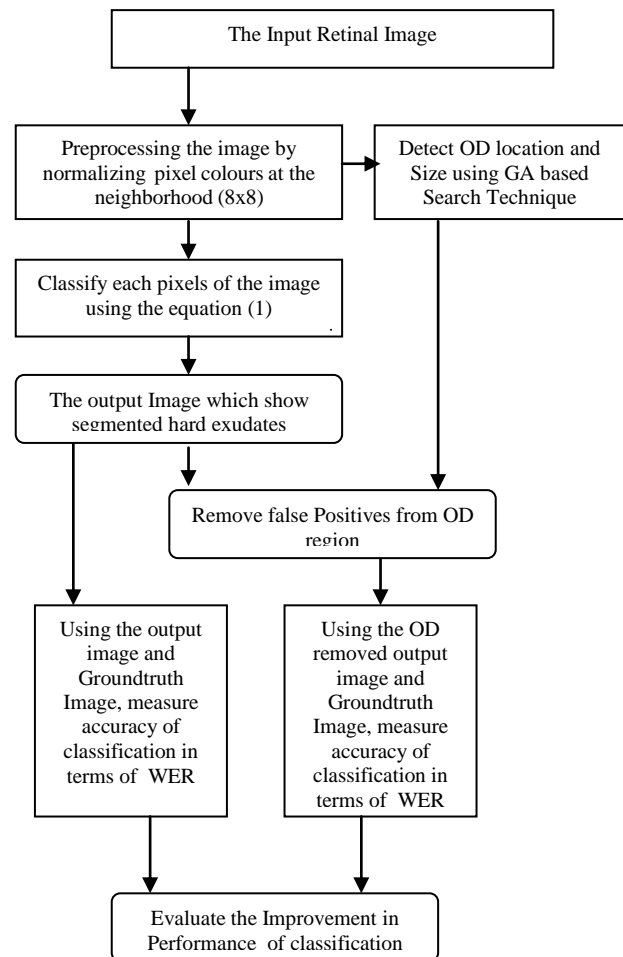 The Input Retinal Image
Preprocessing the image by
normalizing pixel colours at the
neighborhood (8x8)
Detect OD location and
Size using GA based
Search Technique
Classify each pixels of the image
using the equation (1)
.
The output Image which show
segmented hard exudates
Remove false Positives from OD
region
Using the output
image and
Groundtruth
Image, measure
accuracy of
classification in
terms of WER
Using the OD
removed output
image and
Groundtruth
Image, measure
accuracy of
classification in
terms of WER
Evaluate the Improvement in
Performance of classification